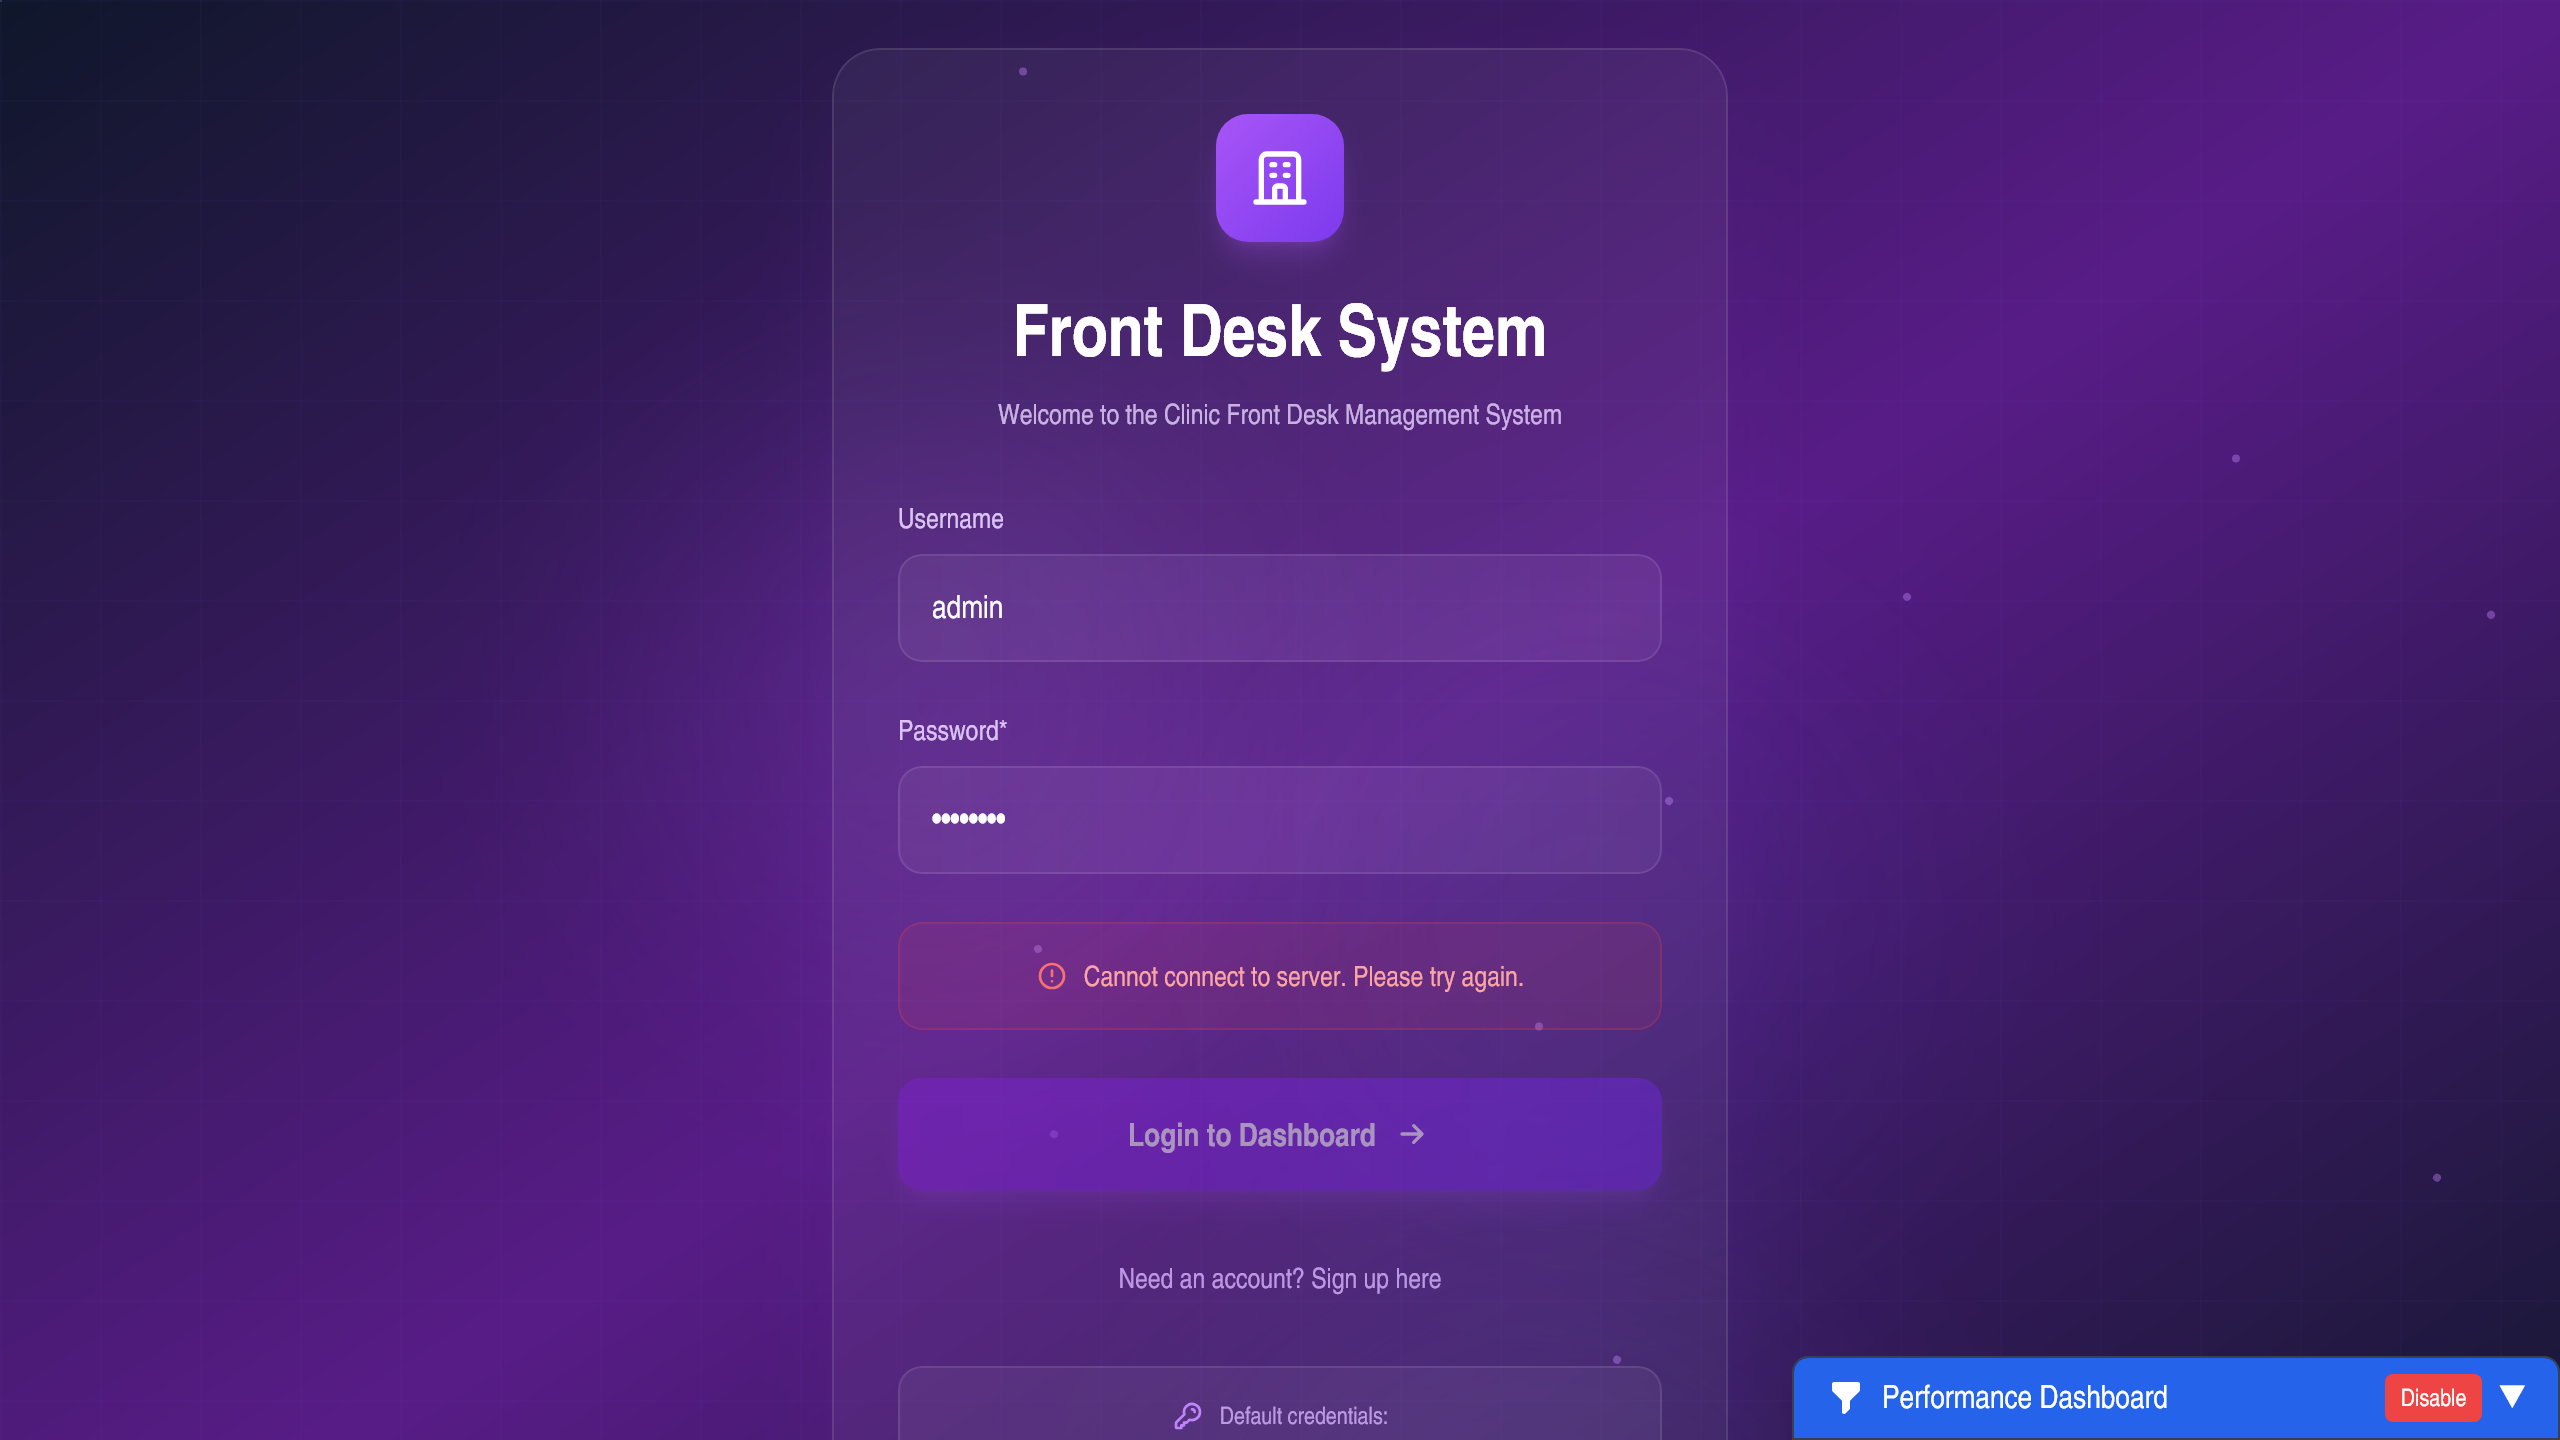 Front Desk System
Welcome to the Clinic Front Desk Management System
Username
admin
Password*
••••••••
Cannot connect to server. Please try again.
Login to Dashboard →
Need an account? Sign up here
Default credentials:
Performance Dashboard
Disable ▼